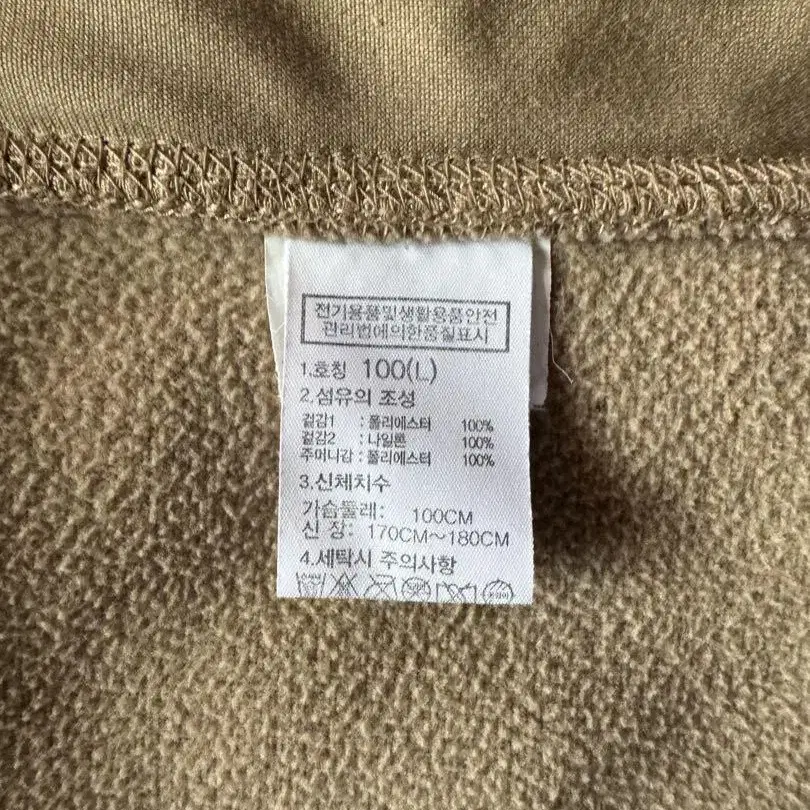 전기용품및생활용품안전
관리법에의한품질표시
1.호칭 100(L)
2.섬유의 조성
겉감1 : 폴리에스터 100%
겉감2 : 나일론 100%
주머니감 : 폴리에스터 100%
3.신체치수
가슴둘레: 100CM
신 장: 170CM~180CM
4.세탁시 주의사항